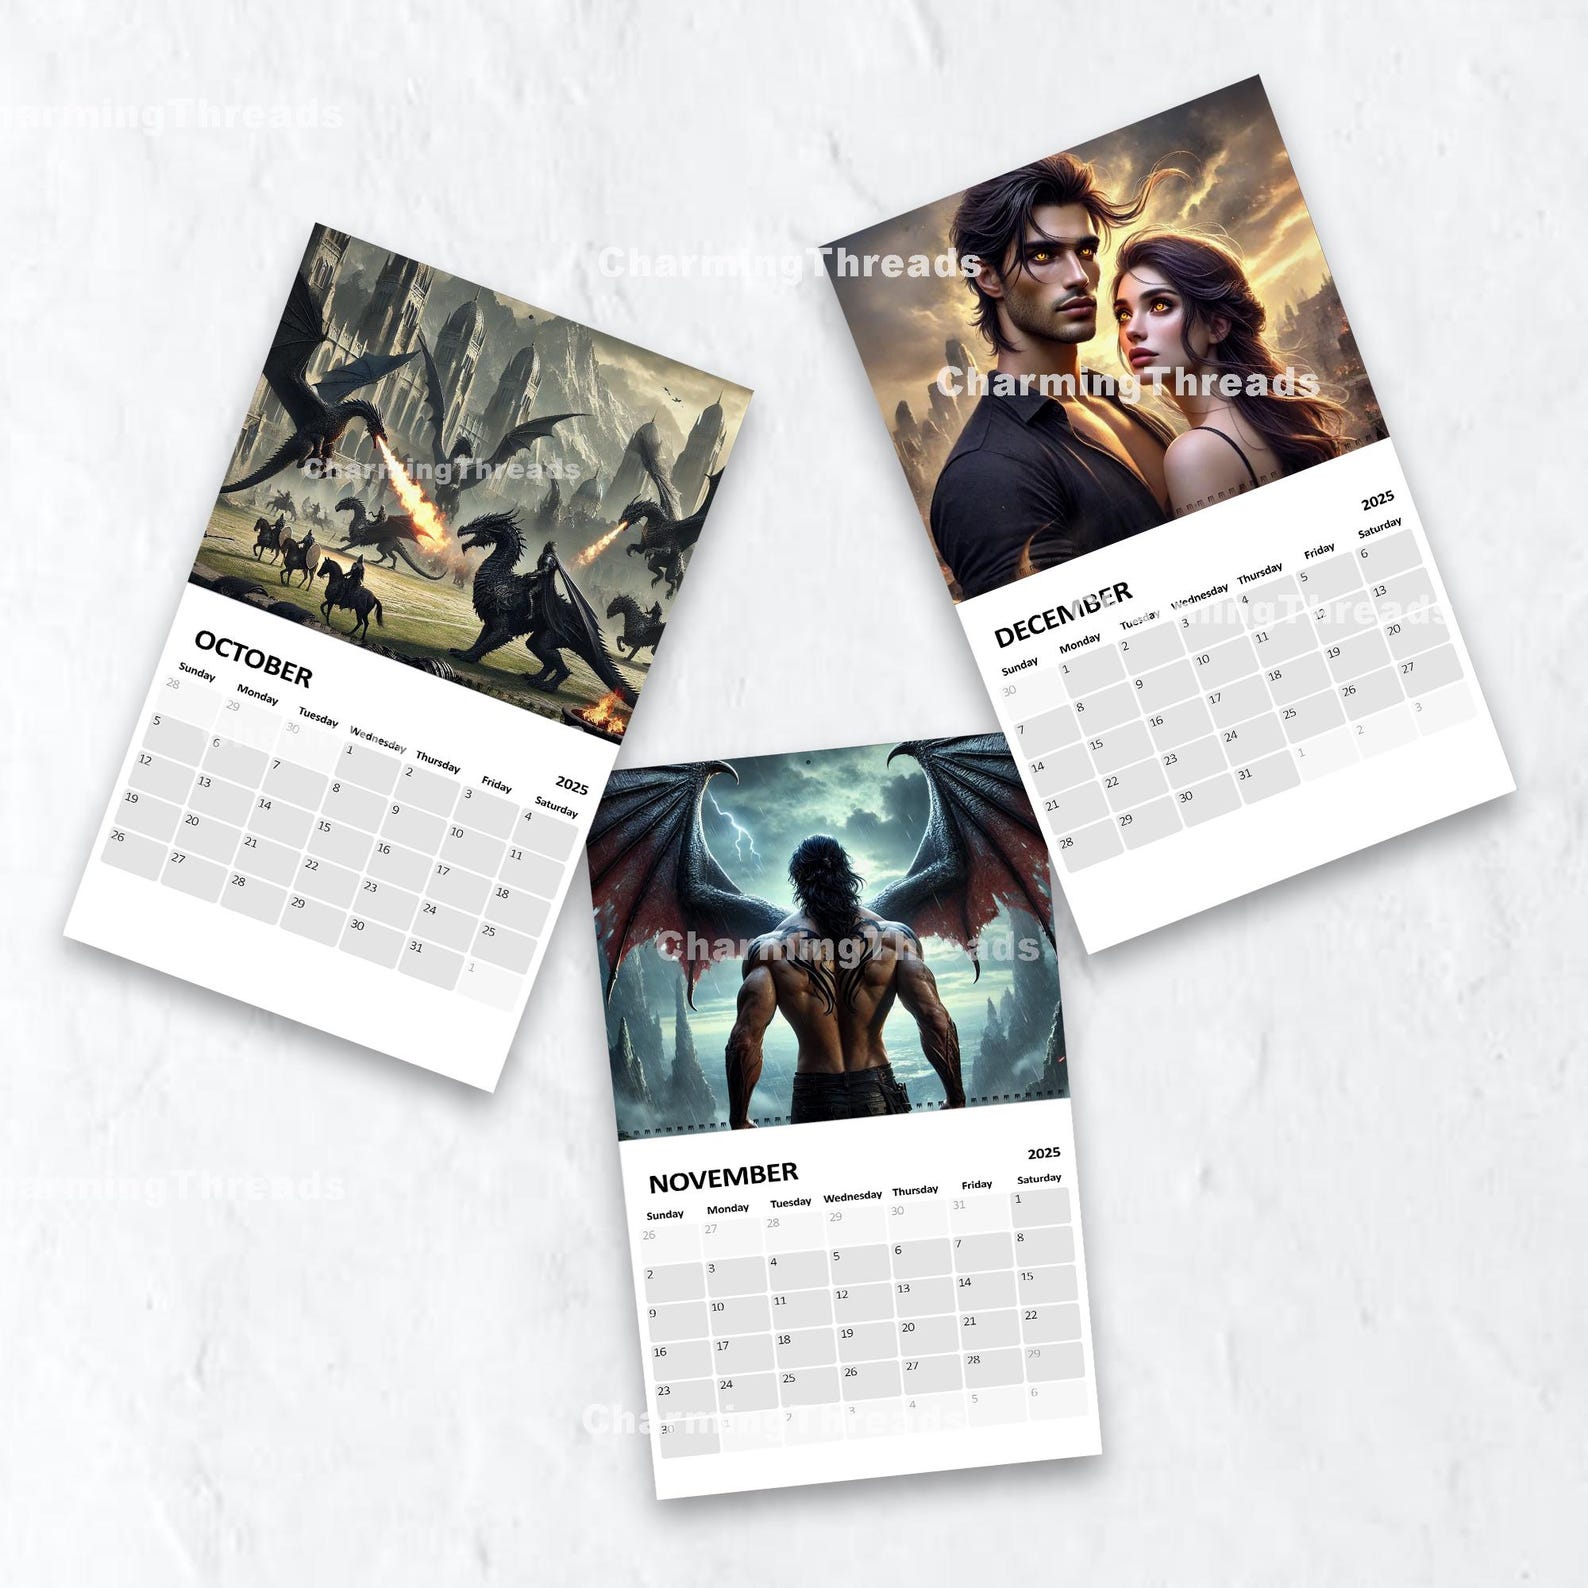 CharmingThreads
CharmingThreads
CharmingThreads
CharmingThreads
OCTOBER
2025
Sunday Monday Tuesday Wednesday Thursday Friday Saturday
28 29 30 1 2 3 4
5 6 7 8 9 10 11
12 13 14 15 16 17 18
19 20 21 22 23 24 25
26 27 28 29 30 31 1
DECEMBER
2025
Sunday Monday Tuesday Wednesday Thursday Friday Saturday
30 1 2 3 4 5 6
7 8 9 10 11 12 13
14 15 16 17 18 19 20
21 22 23 24 25 26 27
28 29 30 31 1 2 3
mingThreads
CharmingThreads
NOVEMBER
2025
Sunday Monday Tuesday Wednesday Thursday Friday Saturday
26 27 28 29 30 31 1
2 3 4 5 6 7 8
9 10 11 12 13 14 15
16 17 18 19 20 21 22
23 24 25 26 27 28 29
30 1 2 3 4 5 6
armingThreads
CharmingThreads